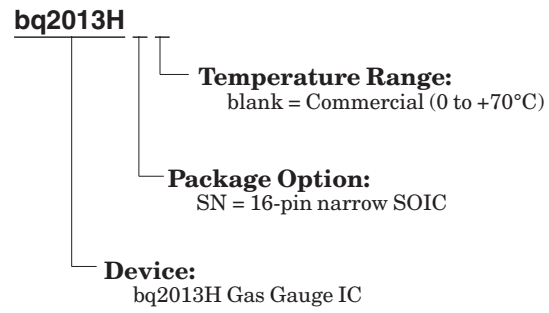 bq2013H
Temperature Range:
blank = Commercial (0 to +70°C)
Package Option:
SN = 16-pin narrow SOIC
Device:
bq2013H Gas Gauge IC